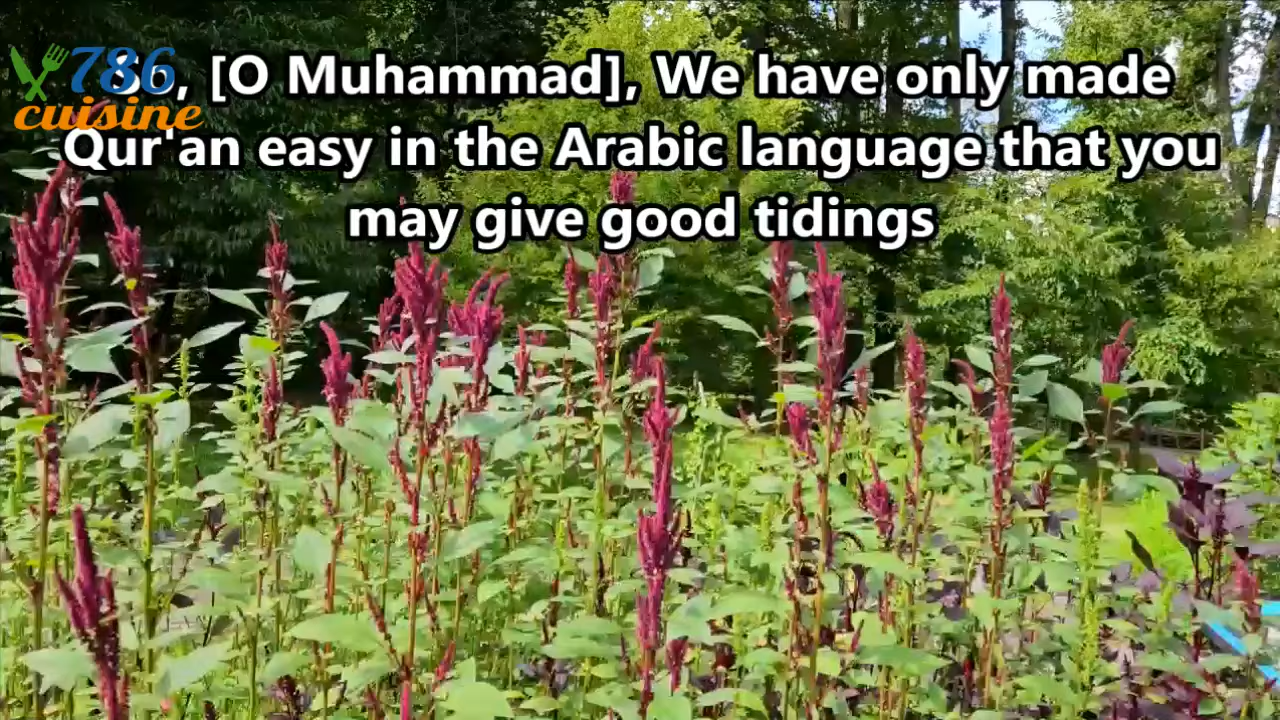 786
cuisine
So, [O Muhammad], We have only made
Qur'an easy in the Arabic language that you
may give good tidings